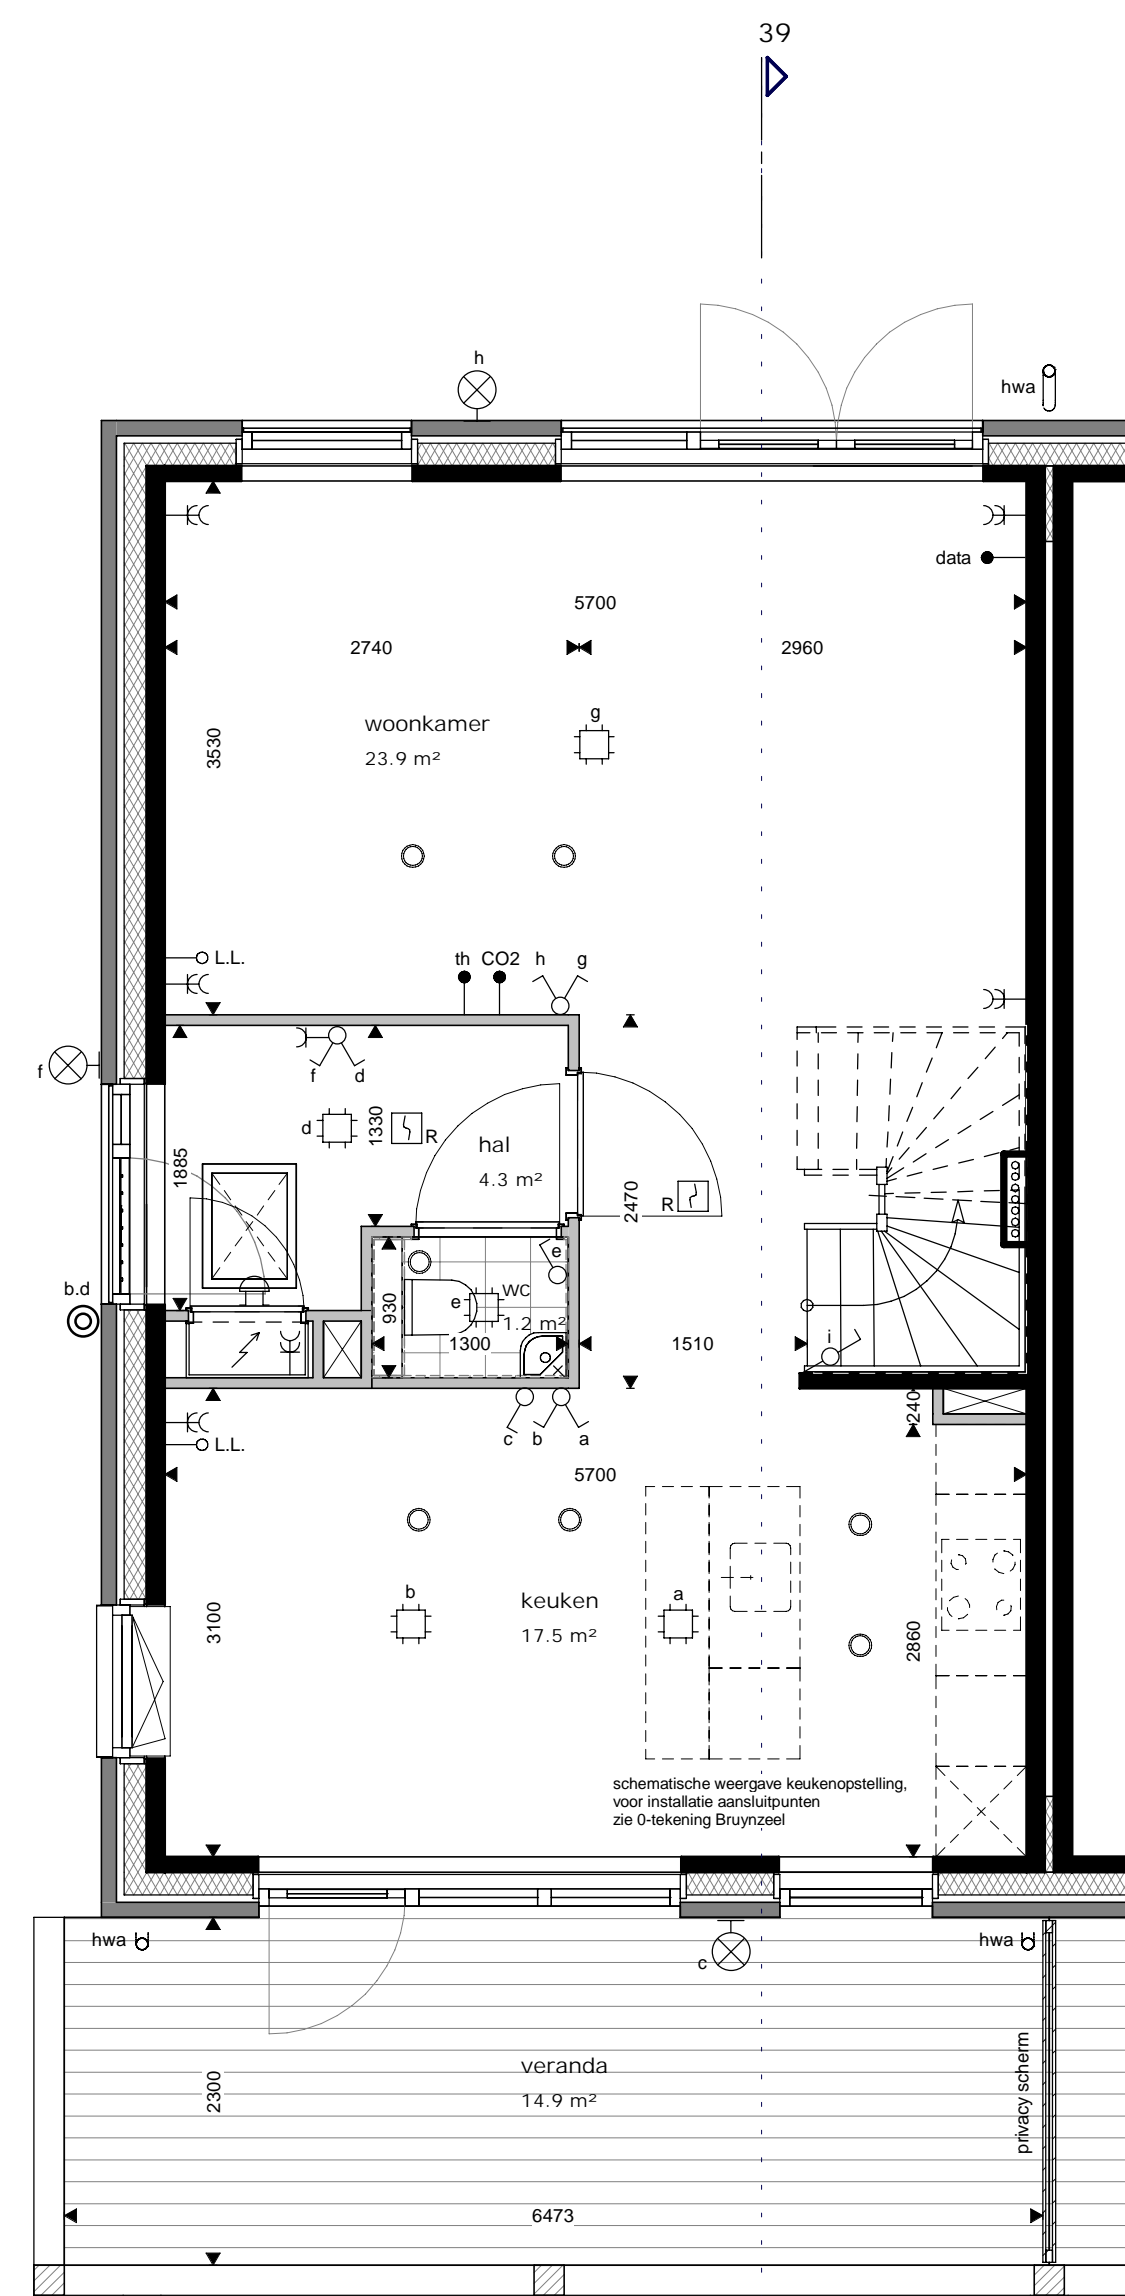 39
h
hwa
data
5700
2740
2960
g
woonkamer
23.9 m²
3530
L.L.
th
CO2
h
g
f
f
d
d
1330
R
hal
4.3 m²
1885
2470
R
b.d
e
e
WC
1.2 m²
930
1300
1510
i
c
b
a
240
L.L.
5700
b
keuken
17.5 m²
a
3100
2860
schematische weergave keukenopstelling,
voor installatie aansluitpunten
zie 0-tekening Bruynzeel
hwa
c
hwa
veranda
14.9 m²
2300
privacy scherm
6473